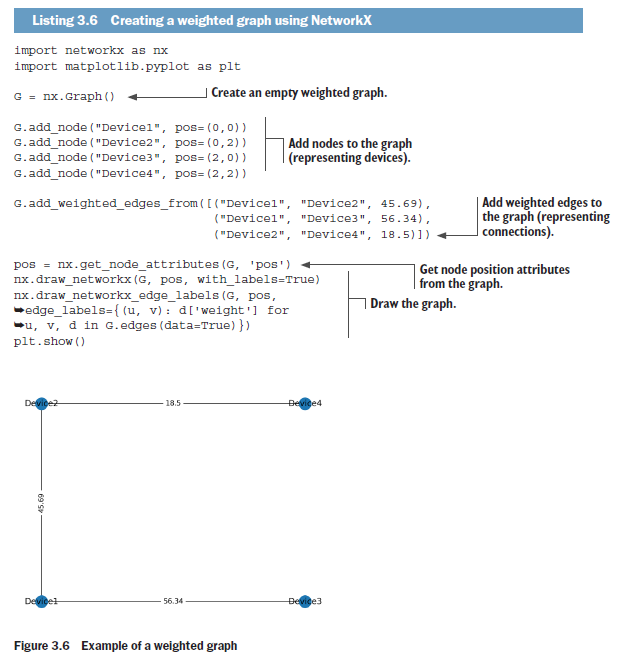 Listing 3.6 Creating a weighted graph using NetworkX
import networkx as nx
import matplotlib.pyplot as plt
G = nx.Graph()
Create an empty weighted graph.
G.add_node("Device1", pos=(0,0))
G.add_node("Device2", pos=(0,2))
G.add_node("Device3", pos=(2,0))
G.add_node("Device4", pos=(2,2))
Add nodes to the graph
(representing devices).
G.add_weighted_edges_from([("Device1", "Device2", 45.69),
("Device1", "Device3", 56.34),
("Device2", "Device4", 18.5)])
Add weighted edges to
the graph (representing
connections).
pos = nx.get_node_attributes(G, 'pos')
nx.draw_networkx(G, pos, with_labels=True)
nx.draw_networkx_edge_labels(G, pos,
➥edge_labels={(u, v): d['weight'] for
➥u, v, d in G.edges(data=True)})
plt.show()
Get node position attributes
from the graph.
Draw the graph.
Device2
18.5
Device4
45.69
Device1
56.34
Device3
Figure 3.6 Example of a weighted graph